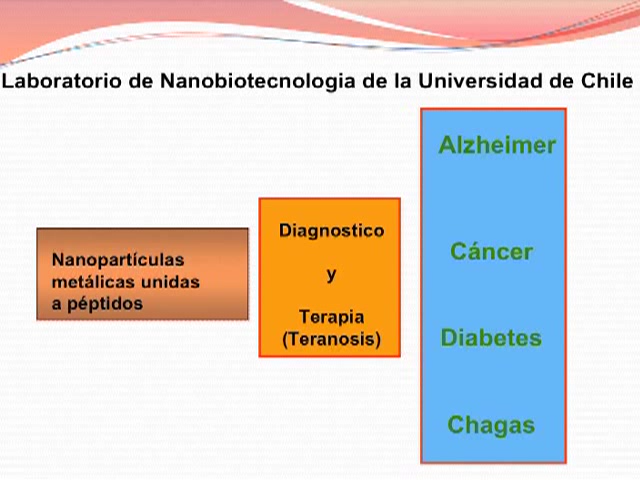 Laboratorio de Nanobiotecnologia de la Universidad de Chile
Nanopartículas
metálicas unidas
a péptidos
Diagnostico
y
Terapia
(Teranosis)
Alzheimer
Cáncer
Diabetes
Chagas